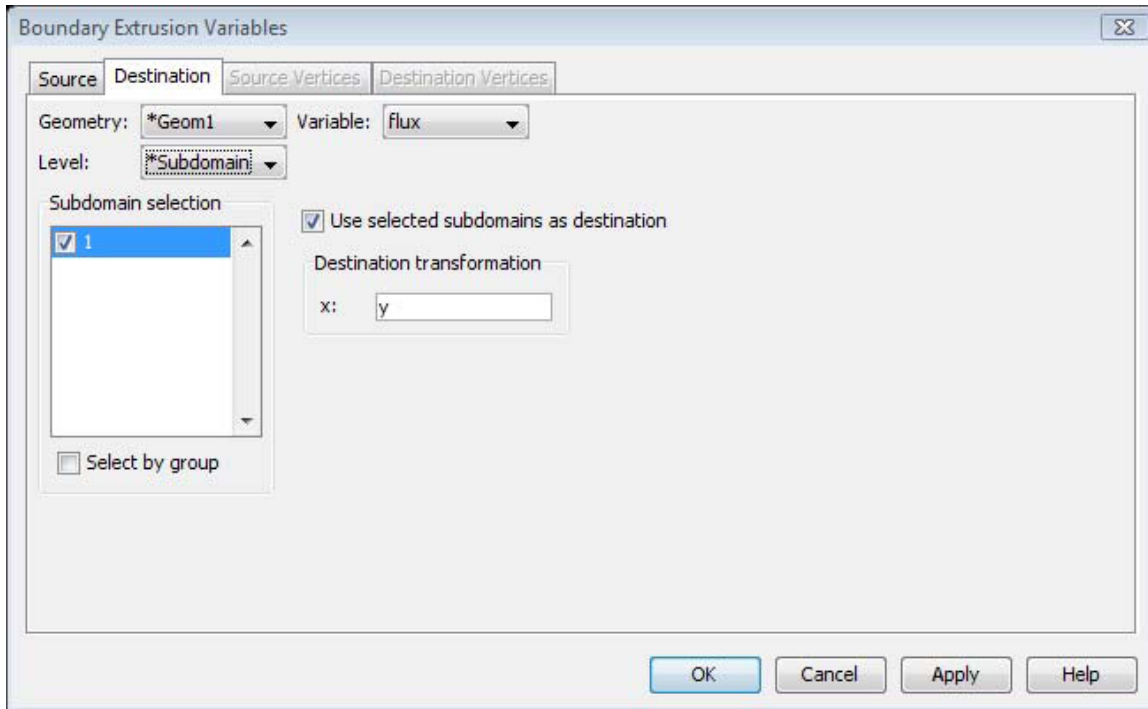 Boundary Extrusion Variables
Source Destination Source Vertices Destination Vertices
Geometry: *Geom1 Variable: flux
Level: *Subdomain
Subdomain selection
Use selected subdomains as destination
1
Destination transformation
x: y
Select by group
OK Cancel Apply Help